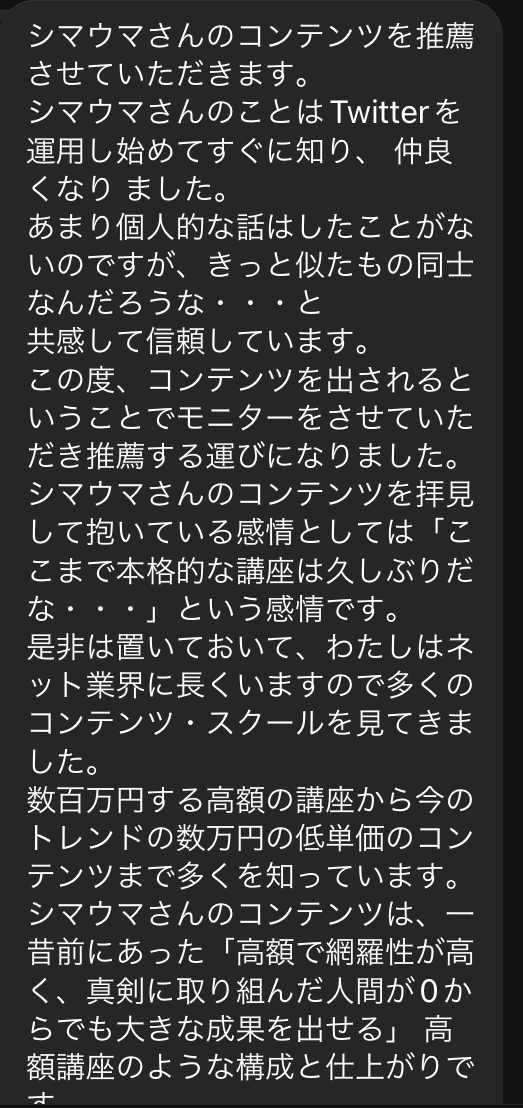 シマウマさんのコンテンツを推薦
させていただきます。
シマウマさんのことはTwitterを
運用し始めてすぐに知り、 仲良
くなり ました。
あまり個人的な話はしたことがな
いのですが、きっと似たもの同士
なんだろうな・・・と
共感して信頼しています。
この度、コンテンツを出されると
いうことでモニターをさせていた
だき推薦する運びになりました。
シマウマさんのコンテンツを拝見
して抱いている感情としては「こ
こまで本格的な講座は久しぶりだ
な・・・」という感情です。
是非は置いておいて、わたしはネ
ット業界に長くいますので多くの
コンテンツ・スクールを見てきま
した。
数百万円する高額の講座から今の
トレンドの数万円の低単価のコン
テンツまで多くを知っています。
シマウマさんのコンテンツは、一
昔前にあった「高額で網羅性が高
く、真剣に取り組んだ人間が0か
らでも大きな成果を出せる」 高
額講座のような構成と仕上がりで
す